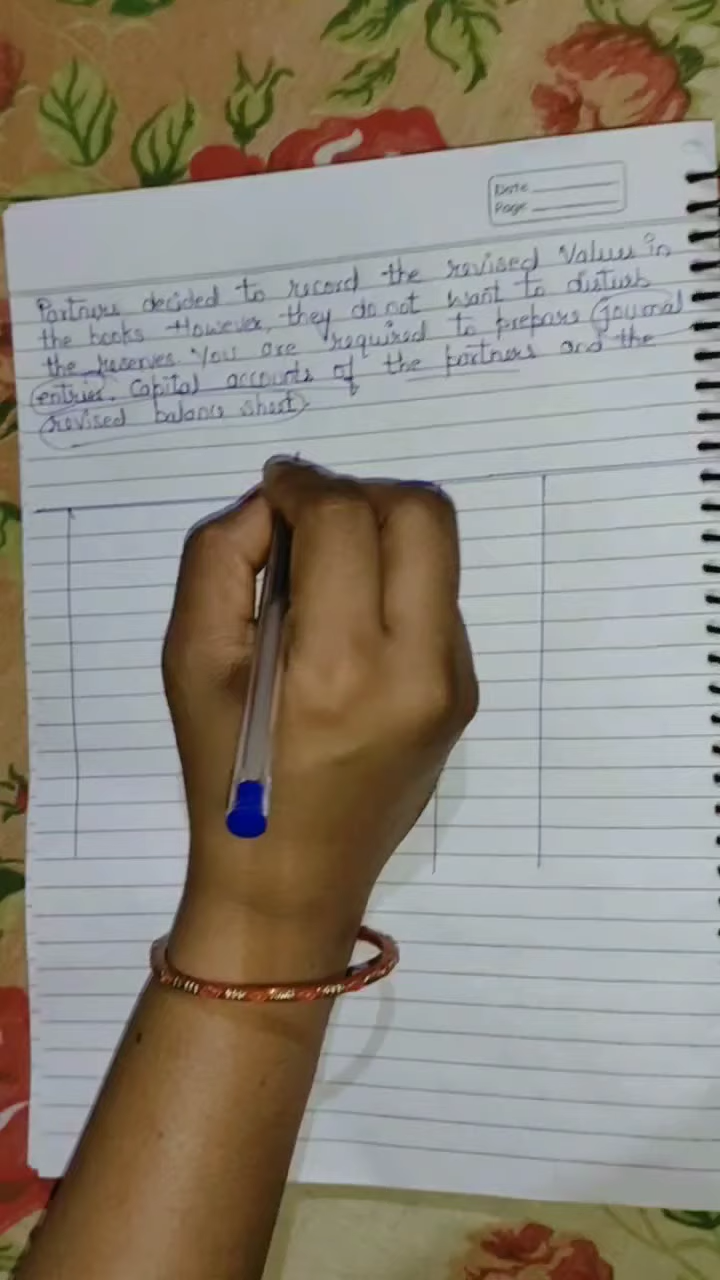 Date
Page
Partners decided to record the revised Values in
the books However, they do not want to disturb
the reserves. You are required to prepare journal
entries. Capital accounts of the partners and the
revised balance sheet.